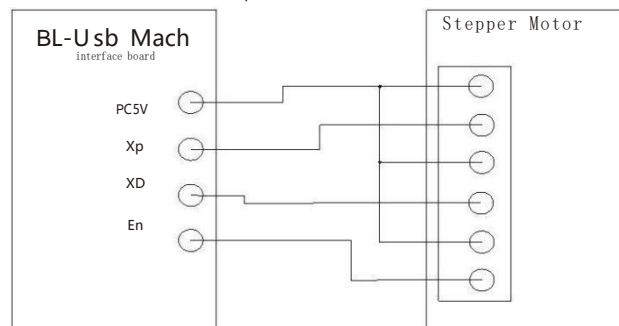 BL-Usb Mach
interface board
PC5V
Xp
XD
En
Stepper Motor